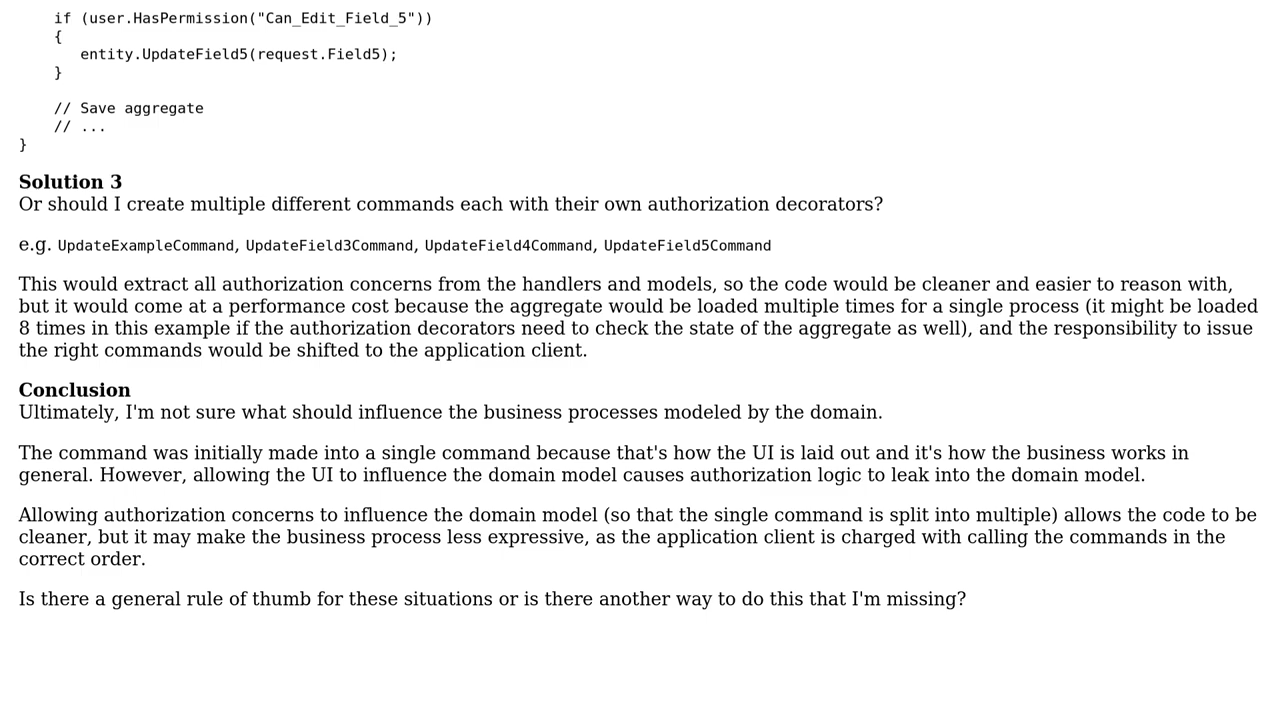 if (user.HasPermission("Can_Edit_Field_5"))
{
entity.UpdateField5(request.Field5);
}
// Save aggregate
// ...
}
Solution 3
Or should I create multiple different commands each with their own authorization decorators?
e.g. UpdateExampleCommand, UpdateField3Command, UpdateField4Command, UpdateField5Command
This would extract all authorization concerns from the handlers and models, so the code would be cleaner and easier to reason with,
but it would come at a performance cost because the aggregate would be loaded multiple times for a single process (it might be loaded
8 times in this example if the authorization decorators need to check the state of the aggregate as well), and the responsibility to issue
the right commands would be shifted to the application client.
Conclusion
Ultimately, I'm not sure what should influence the business processes modeled by the domain.
The command was initially made into a single command because that's how the UI is laid out and it's how the business works in
general. However, allowing the UI to influence the domain model causes authorization logic to leak into the domain model.
Allowing authorization concerns to influence the domain model (so that the single command is split into multiple) allows the code to be
cleaner, but it may make the business process less expressive, as the application client is charged with calling the commands in the
correct order.
Is there a general rule of thumb for these situations or is there another way to do this that I'm missing?